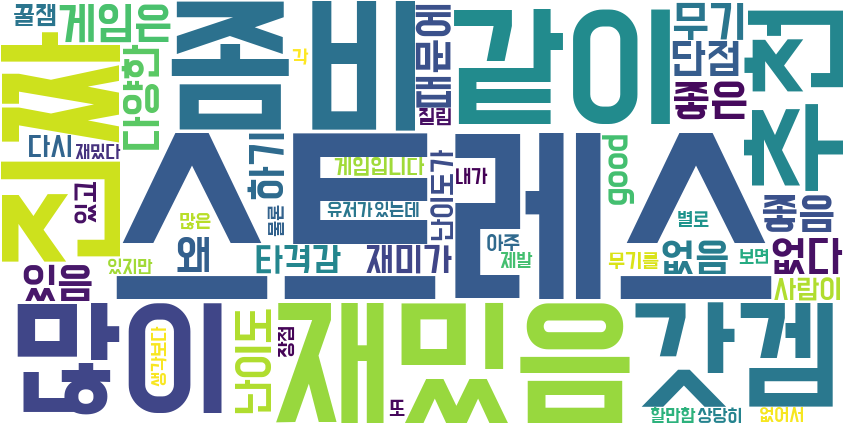 꿀잼
게임은
좀비
같이
추천
진짜
다양한
각
때문에
질림
무기
단점
좋은
스트레스
다시
재밌다
있고
하기
게임입니다
유저가
있는데
난이도가
내가
good
별로
좋음
많은
물론
왜
있지만
있음
타격감
재미가
아주
제발
무기를
없음
보면
없다
사람이
많이
생각보다
난이도
장점
재밌음
또
갓겜
할만함
상당히
없어서